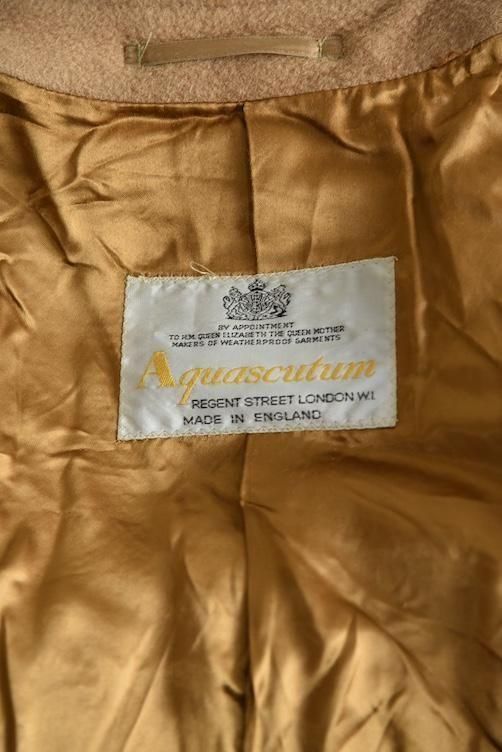 BY APPOINTMENT
TO H.M. QUEEN ELIZABETH THE QUEEN MOTHER
MAKERS OF WEATHERPROOF GARMENTS
Aquascutum
REGENT STREET LONDON W.1.
MADE IN ENGLAND